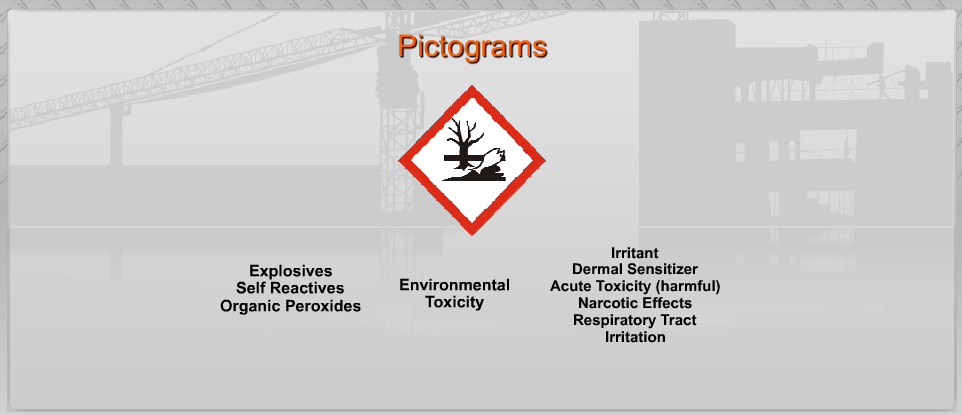 Pictograms
Explosives
Self Reactives
Organic Peroxides
Environmental
Toxicity
Irritant
Dermal Sensitizer
Acute Toxicity (harmful)
Narcotic Effects
Respiratory Tract
Irritation